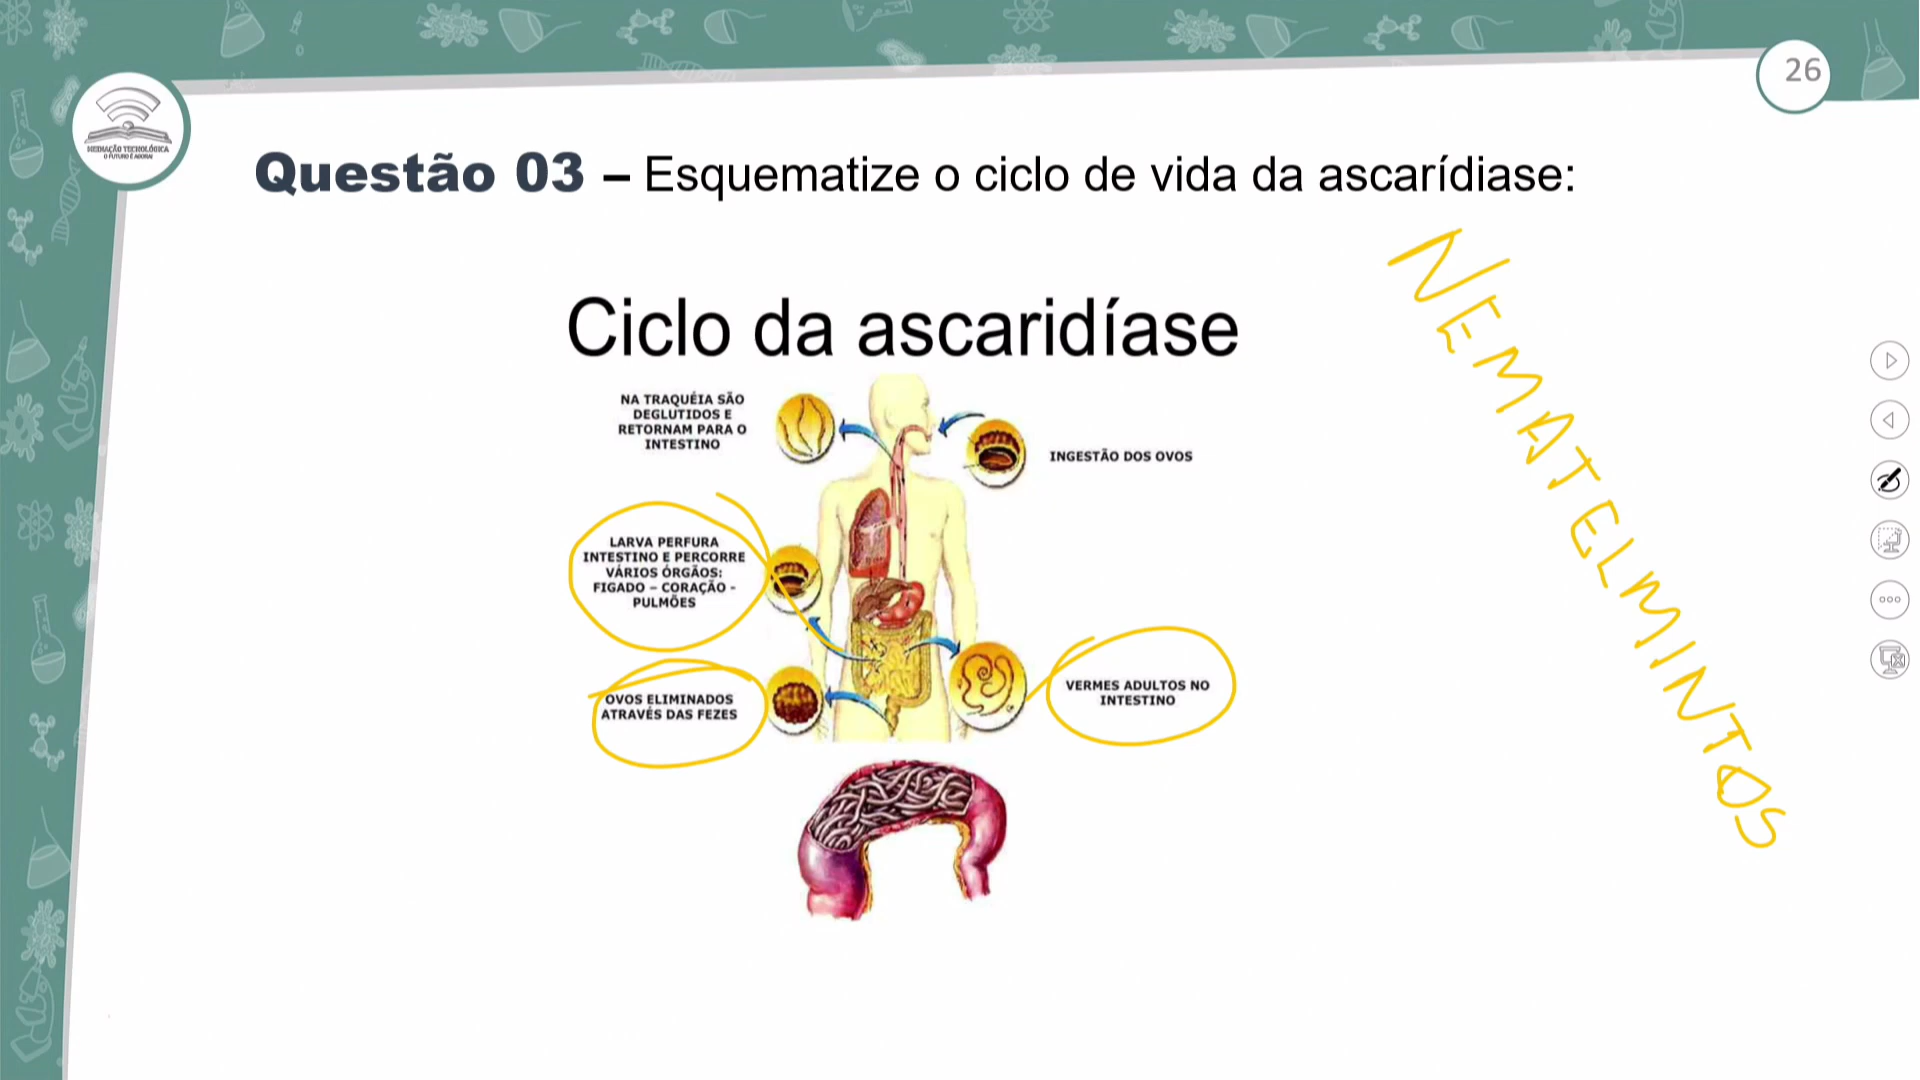 26
MEDIAÇÃO TECNOLÓGICA
O FUTURO É AGORA!
Questão 03 – Esquematize o ciclo de vida da ascarídiase:
NEMATELMINTOS
Ciclo da ascaridíase
NA TRAQUÉIA SÃO
DEGLUTIDOS E
RETORNAM PARA O
INTESTINO
INGESTÃO DOS OVOS
LARVA PERFURA
INTESTINO E PERCORRE
VÁRIOS ÓRGÃOS:
FIGADO – CORAÇÃO -
PULMÕES
OVOS ELIMINADOS
ATRAVÉS DAS FEZES
VERMES ADULTOS NO
INTESTINO